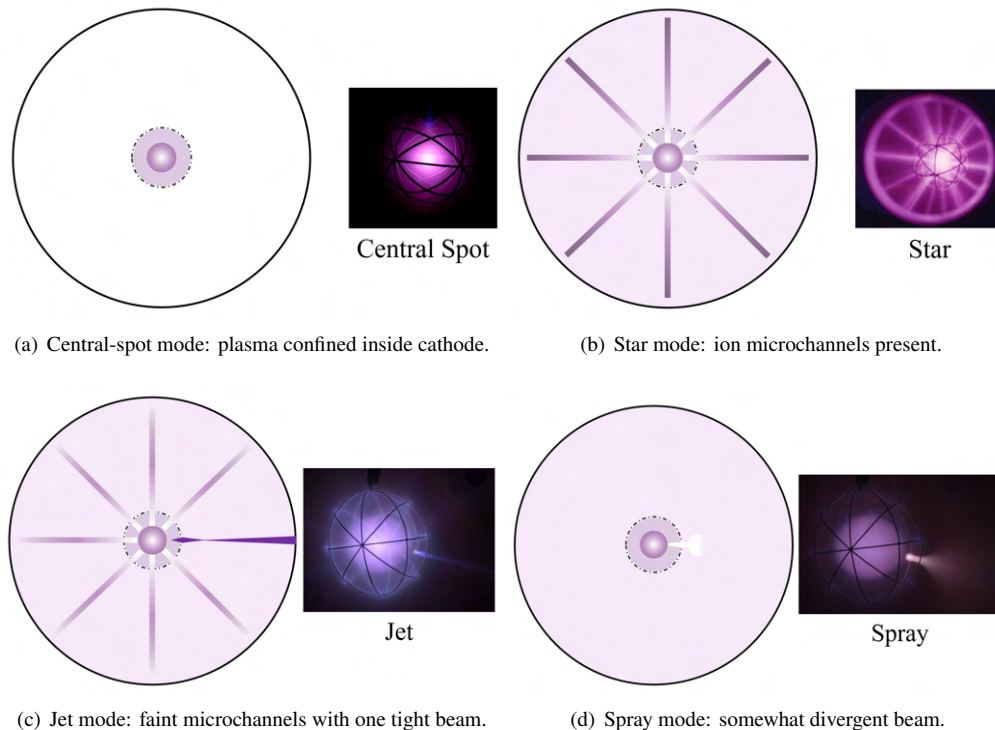 Central Spot
Star
(a) Central-spot mode: plasma confined inside cathode.
(b) Star mode: ion microchannels present.
Jet
Spray
(c) Jet mode: faint microchannels with one tight beam.
(d) Spray mode: somewhat divergent beam.